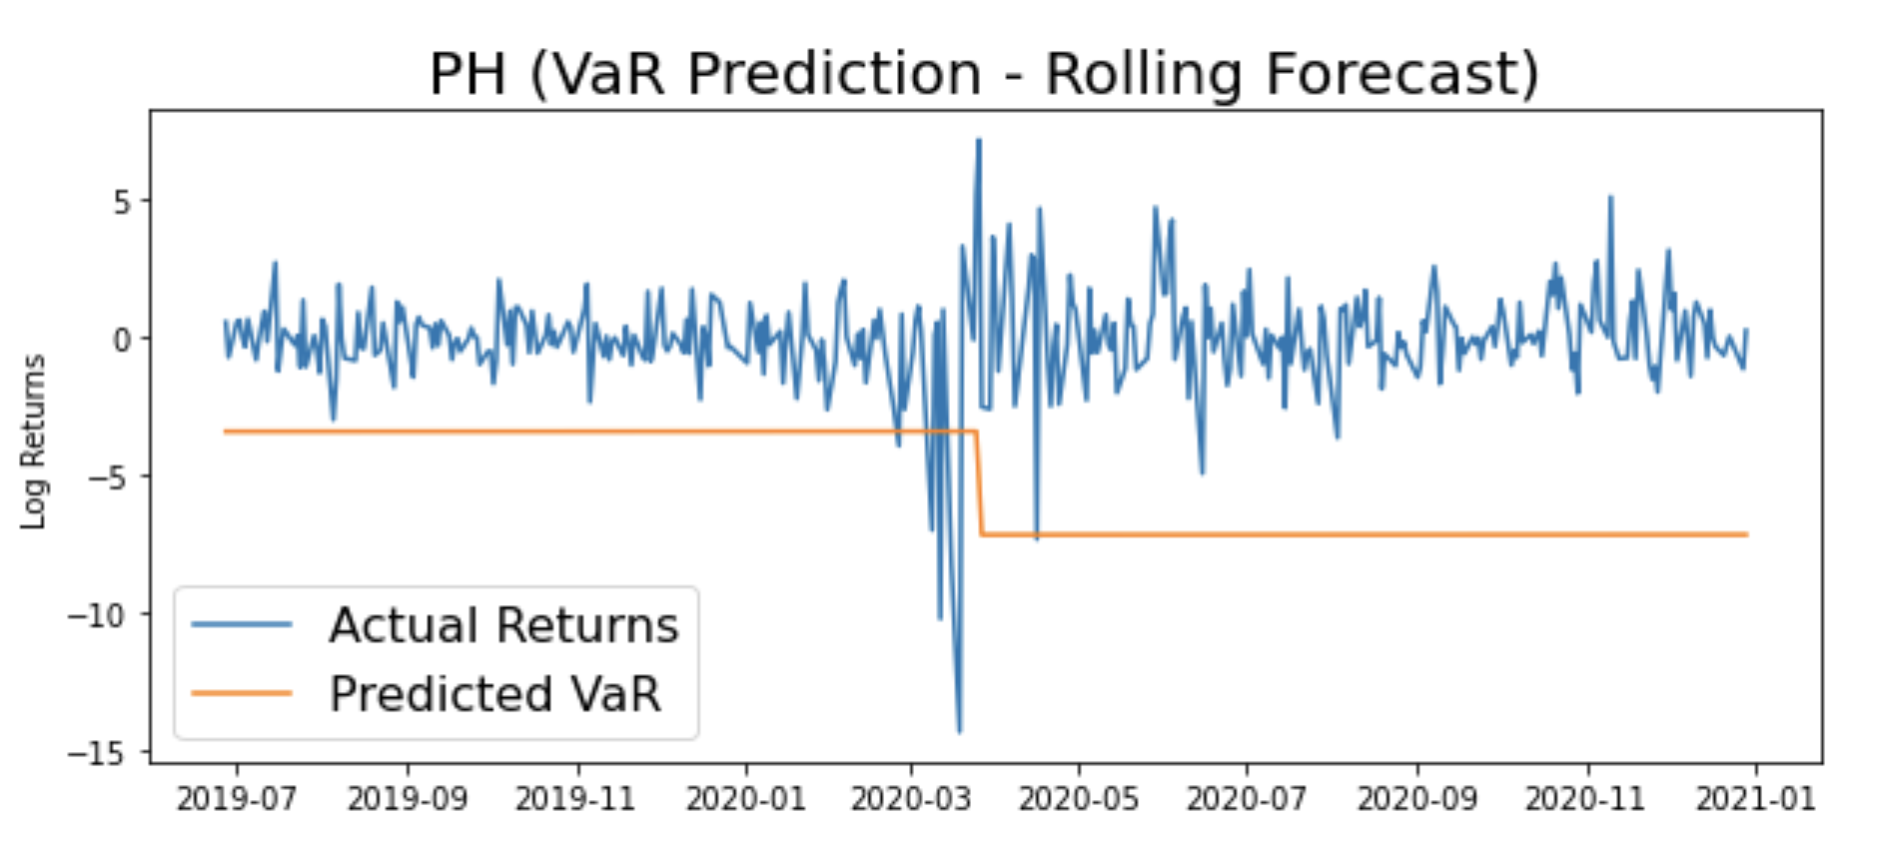 PH (VaR Prediction - Rolling Forecast)
Log Returns
5
0
−5
−10
−15
Actual Returns
Predicted VaR
2019-07 2019-09 2019-11 2020-01 2020-03 2020-05 2020-07 2020-09 2020-11 2021-01